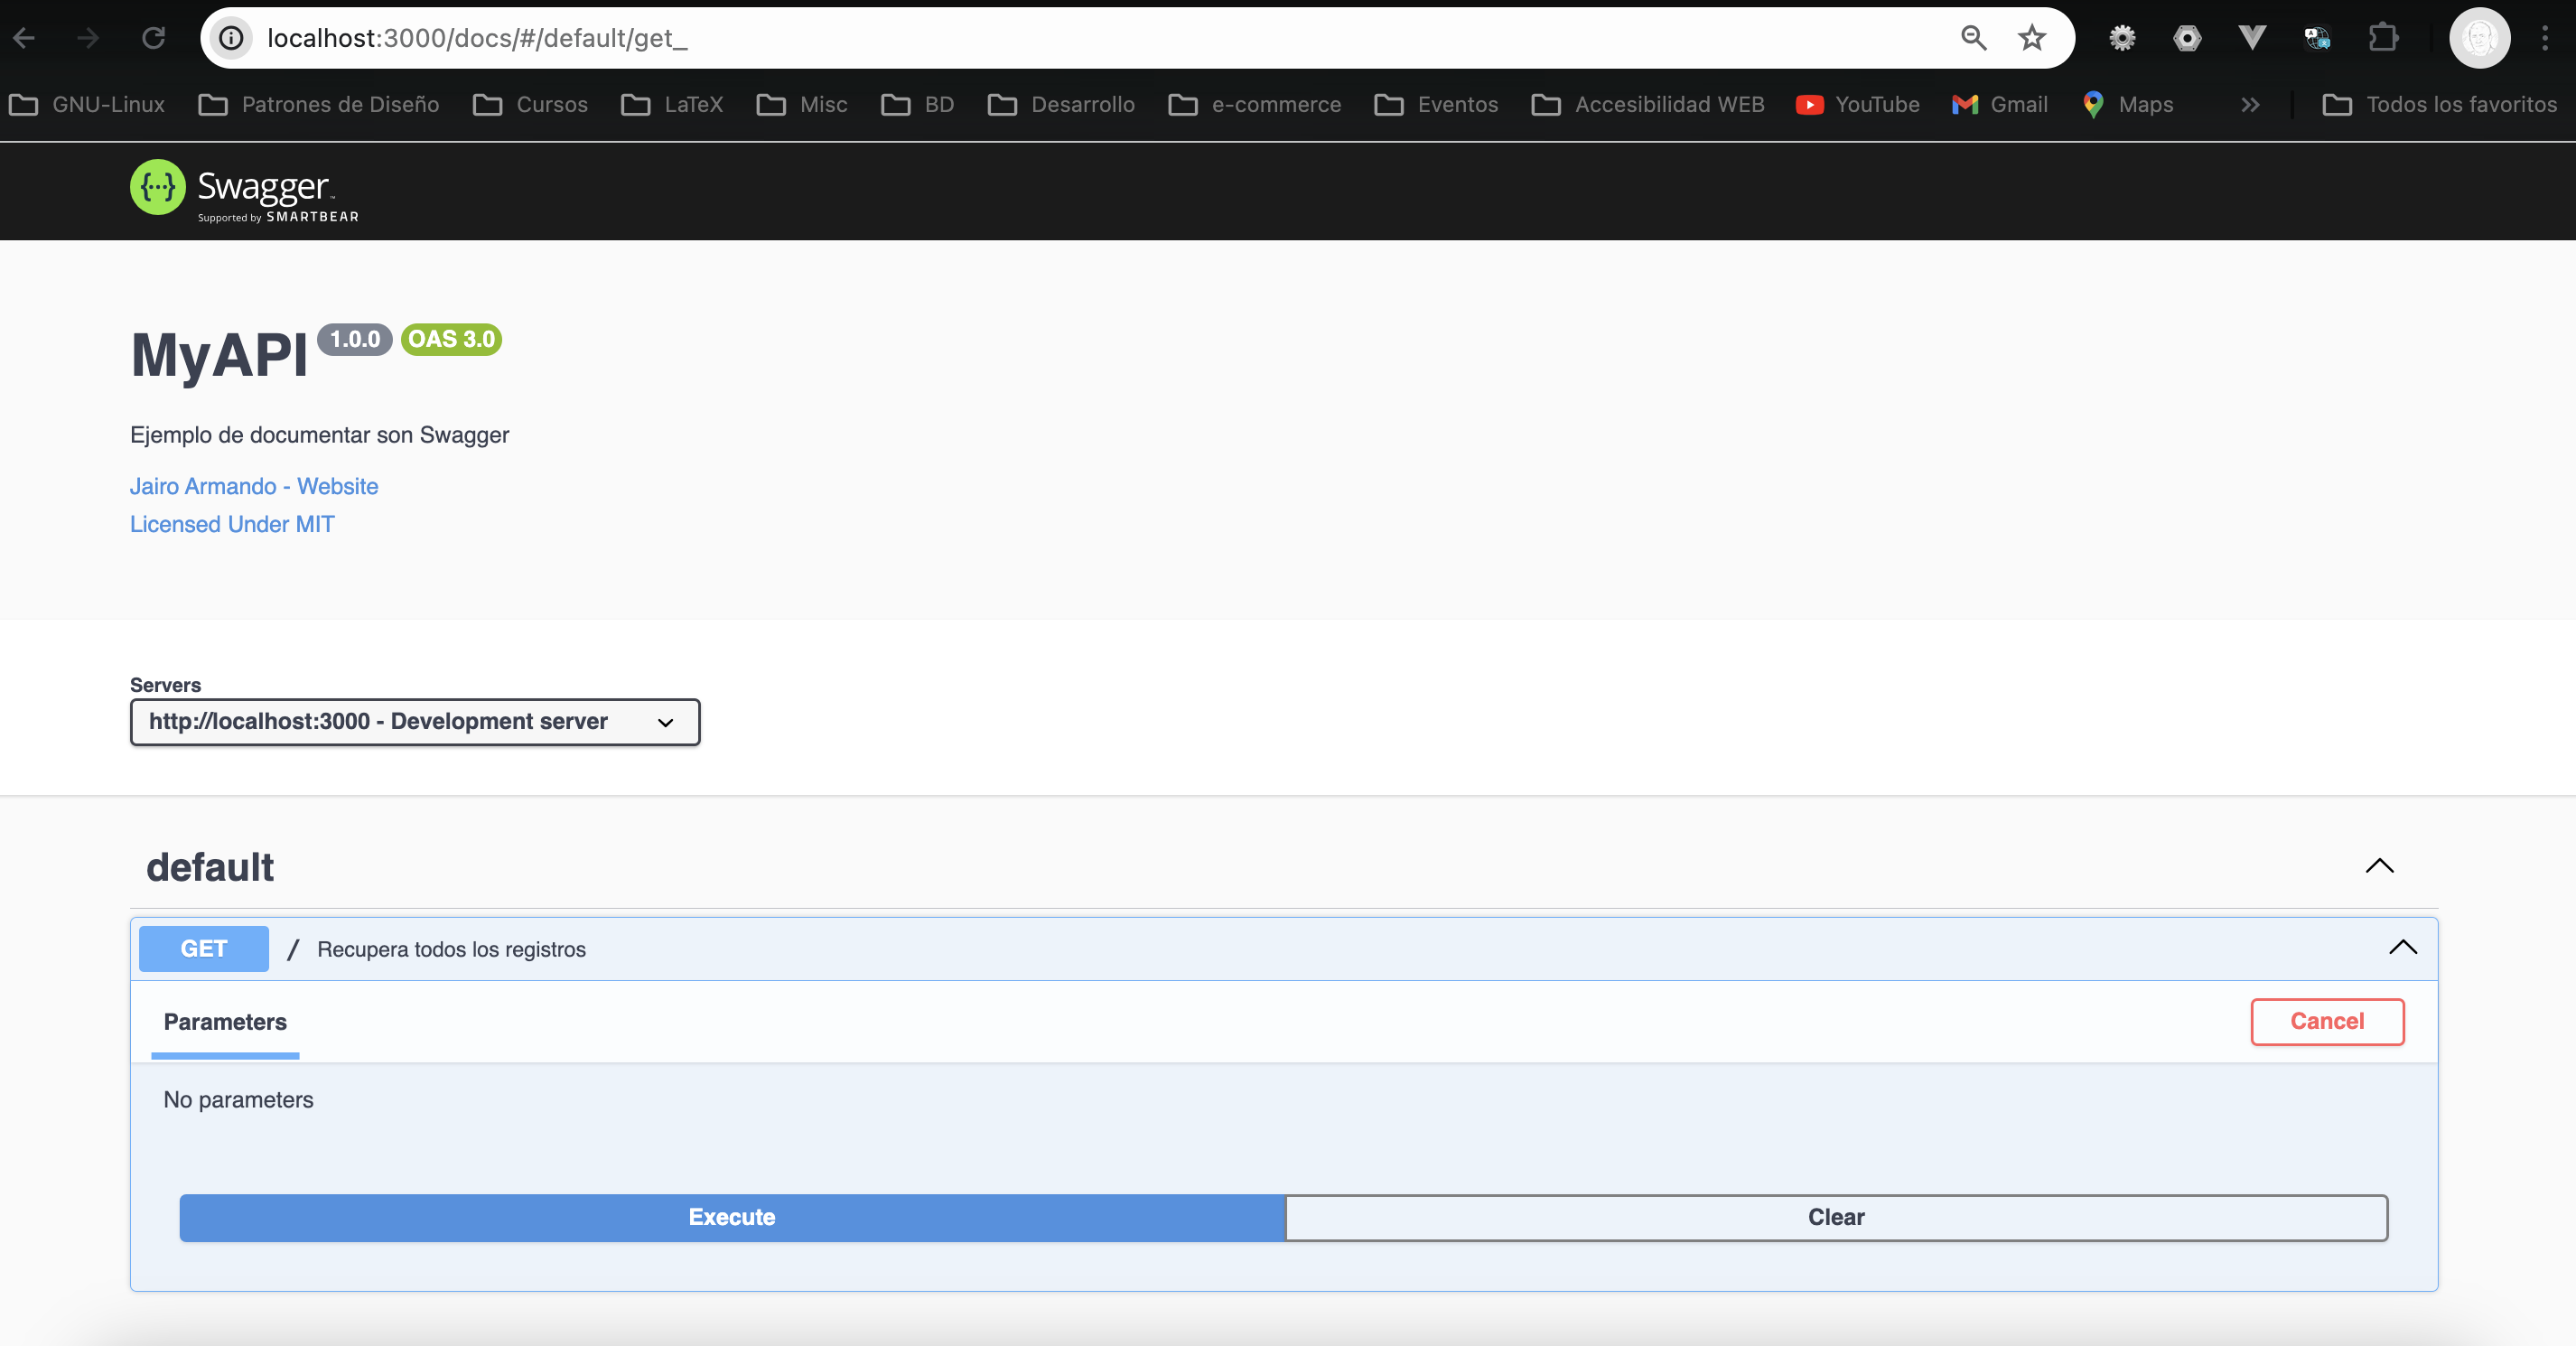 localhost:3000/docs/#/default/get_
GNU-Linux Patrones de Diseño Cursos LaTeX Misc BD Desarrollo e-commerce Eventos Accesibilidad WEB YouTube Gmail Maps » Todos los favoritos
{···} Swagger™
Supported by SMARTBEAR
MyAPI 1.0.0 OAS 3.0
Ejemplo de documentar son Swagger
Jairo Armando - Website
Licensed Under MIT
Servers
http://localhost:3000 - Development server
default
GET / Recupera todos los registros
Parameters Cancel
No parameters
Execute Clear